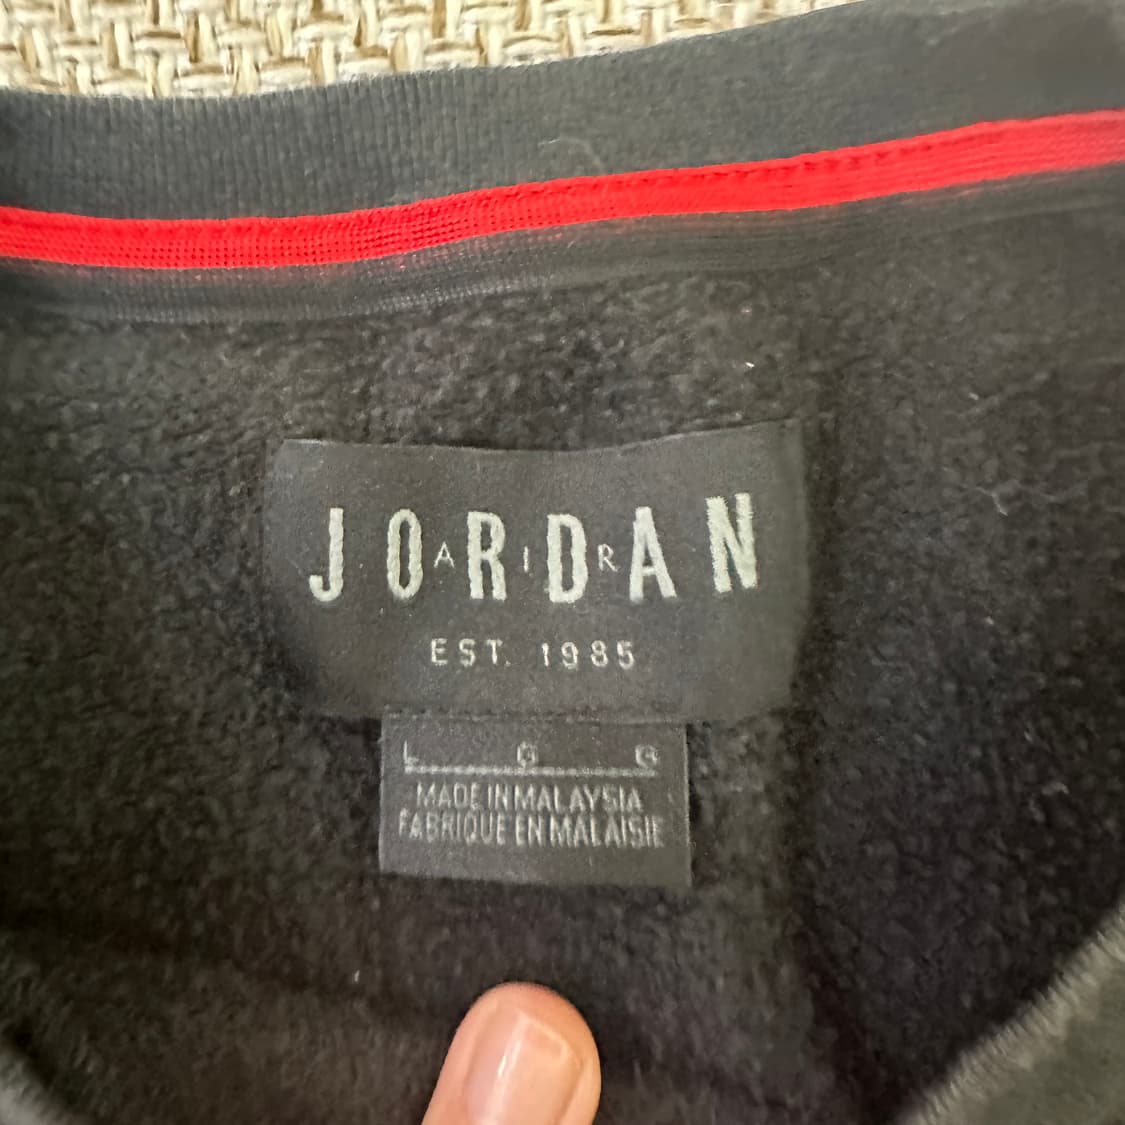 JORDAN
AIR
EST. 1985
L G G
MADE IN MALAYSIA
FABRIQUE EN MALAISIE